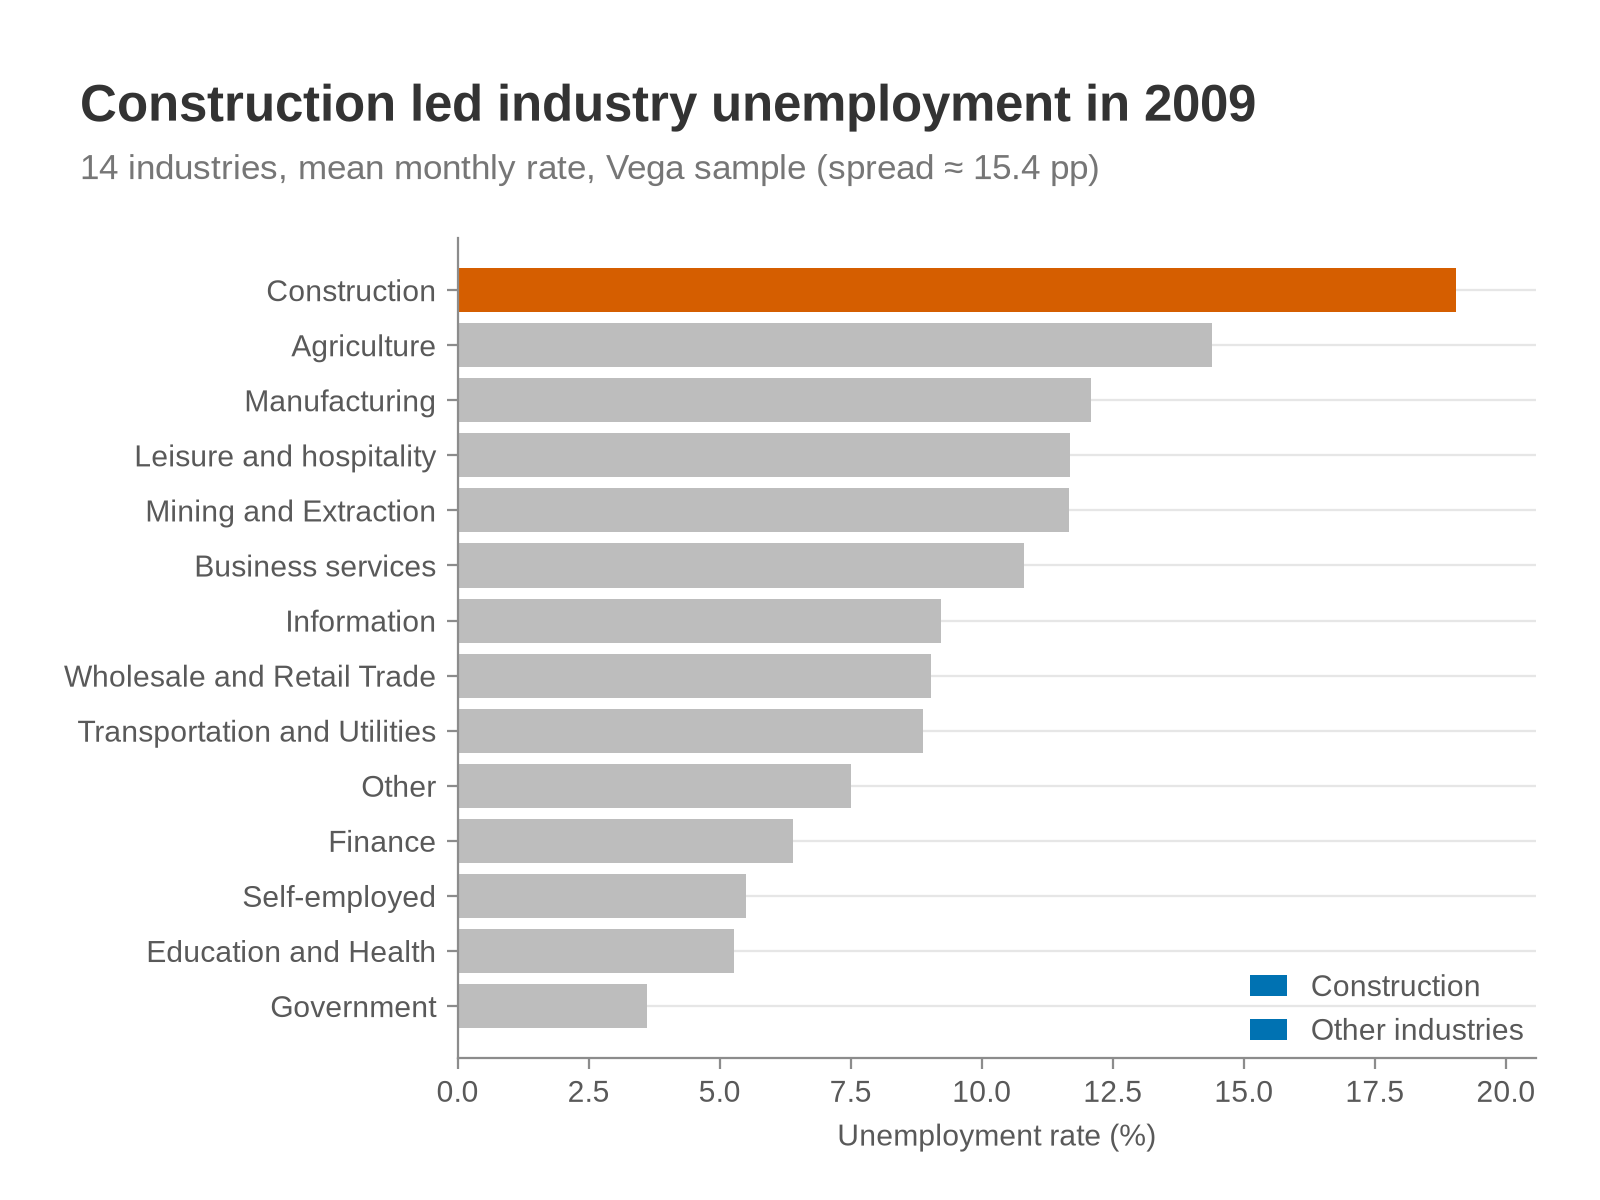 Construction led industry unemployment in 2009
14 industries, mean monthly rate, Vega sample (spread ≈ 15.4 pp)
Construction
Agriculture
Manufacturing
Leisure and hospitality
Mining and Extraction
Business services
Information
Wholesale and Retail Trade
Transportation and Utilities
Other
Finance
Self-employed
Education and Health
Government
Construction
Other industries
0.0 2.5 5.0 7.5 10.0 12.5 15.0 17.5 20.0
Unemployment rate (%)